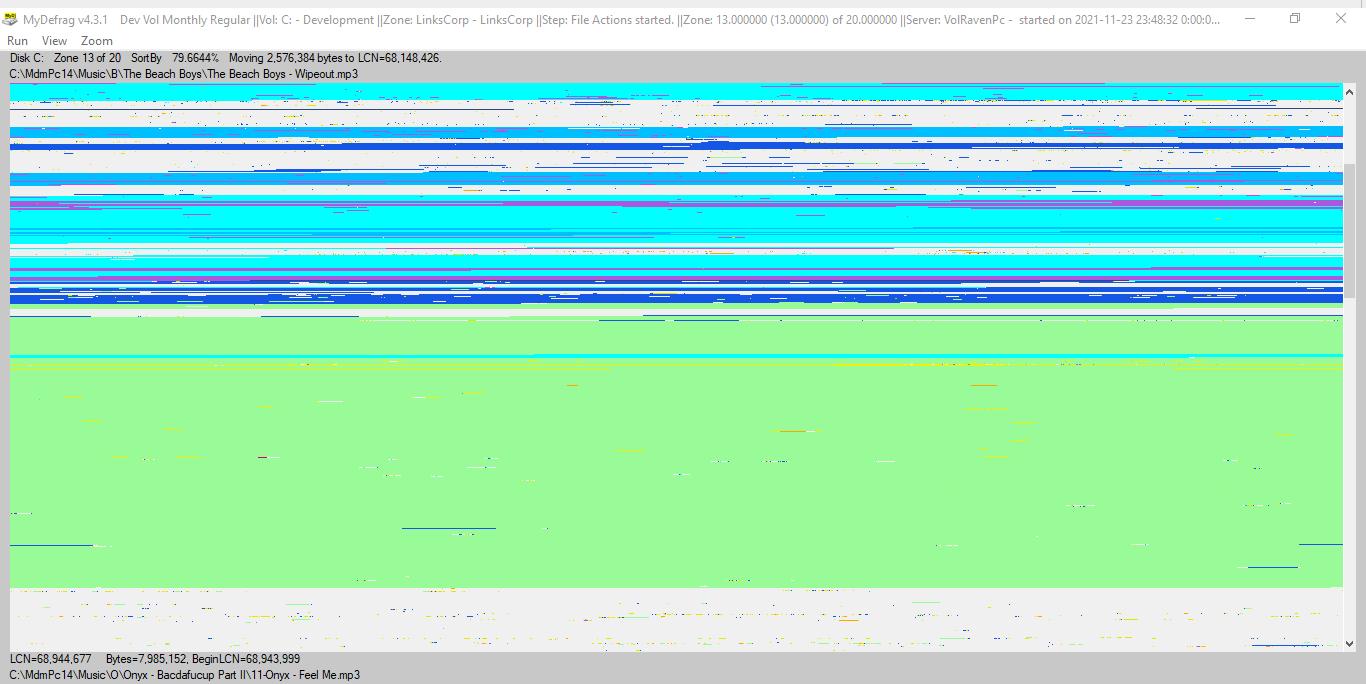 MyDefrag v4.3.1    Dev Vol Monthly Regular ||Vol: C: - Development ||Zone: LinksCorp - LinksCorp ||Step: File Actions started. ||Zone: 13.000000 (13.000000) of 20.000000 ||Server: VolRavenPc -  started on 2021-11-23 23:48:32 0:00:0...
Run View Zoom
Disk C:   Zone 13 of 20   SortBy   79.6644%   Moving 2,576,384 bytes to LCN=68,148,426.
C:\MdmPc14\Music\B\The Beach Boys\The Beach Boys - Wipeout.mp3
LCN=68,944,677     Bytes=7,985,152, BeginLCN=68,943,999
C:\MdmPc14\Music\O\Onyx - Bacdafucup Part II\11-Onyx - Feel Me.mp3